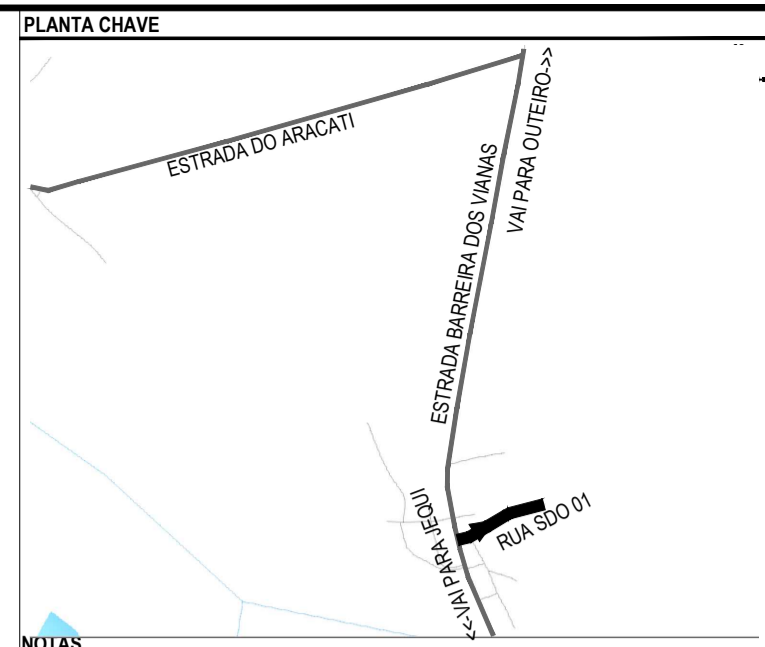 PLANTA CHAVE
ESTRADA DO ARACATI
ESTRADA BARREIRA DOS VIANAS
VAI PARA OUTEIRO->>
<<-VAI PARA JEQUI
RUA SDO 01
NOTAS